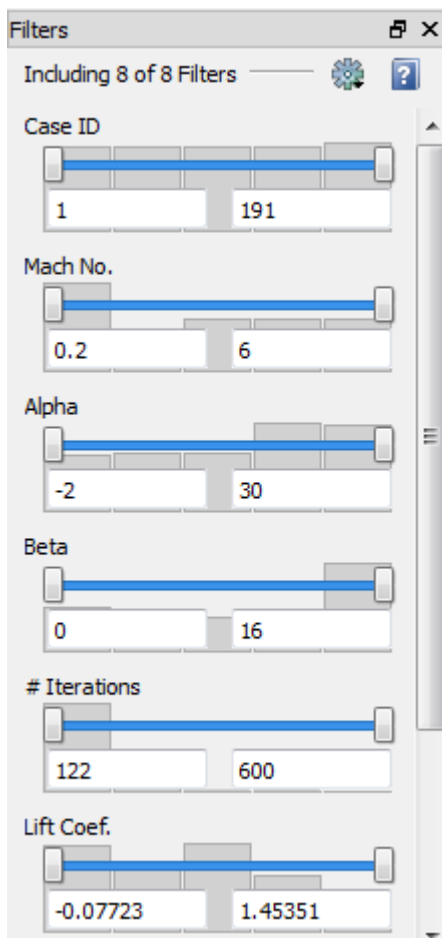 Filters
Including 8 of 8 Filters
Case ID
1 191
Mach No.
0.2 6
Alpha
-2 30
Beta
0 16
# Iterations
122 600
Lift Coef.
-0.07723 1.45351